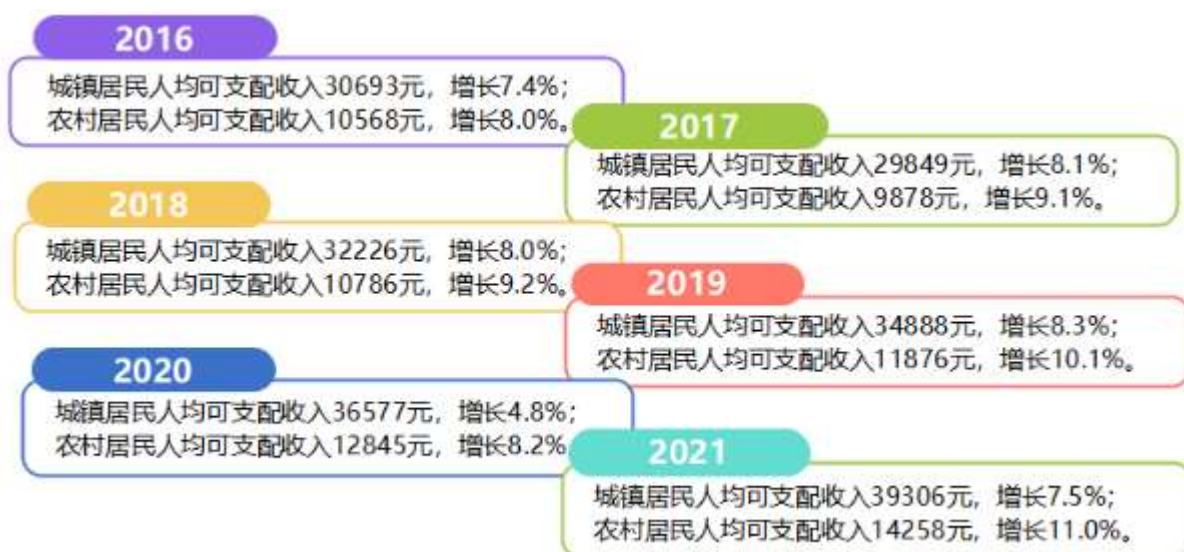 2016
城镇居民人均可支配收入30693元，增长7.4%；
农村居民人均可支配收入10568元，增长8.0%。
2017
城镇居民人均可支配收入29849元，增长8.1%；
农村居民人均可支配收入9878元，增长9.1%。
2018
城镇居民人均可支配收入32226元，增长8.0%；
农村居民人均可支配收入10786元，增长9.2%。
2019
城镇居民人均可支配收入34888元，增长8.3%；
农村居民人均可支配收入11876元，增长10.1%。
2020
城镇居民人均可支配收入36577元，增长4.8%；
农村居民人均可支配收入12845元，增长8.2%
2021
城镇居民人均可支配收入39306元，增长7.5%；
农村居民人均可支配收入14258元，增长11.0%。